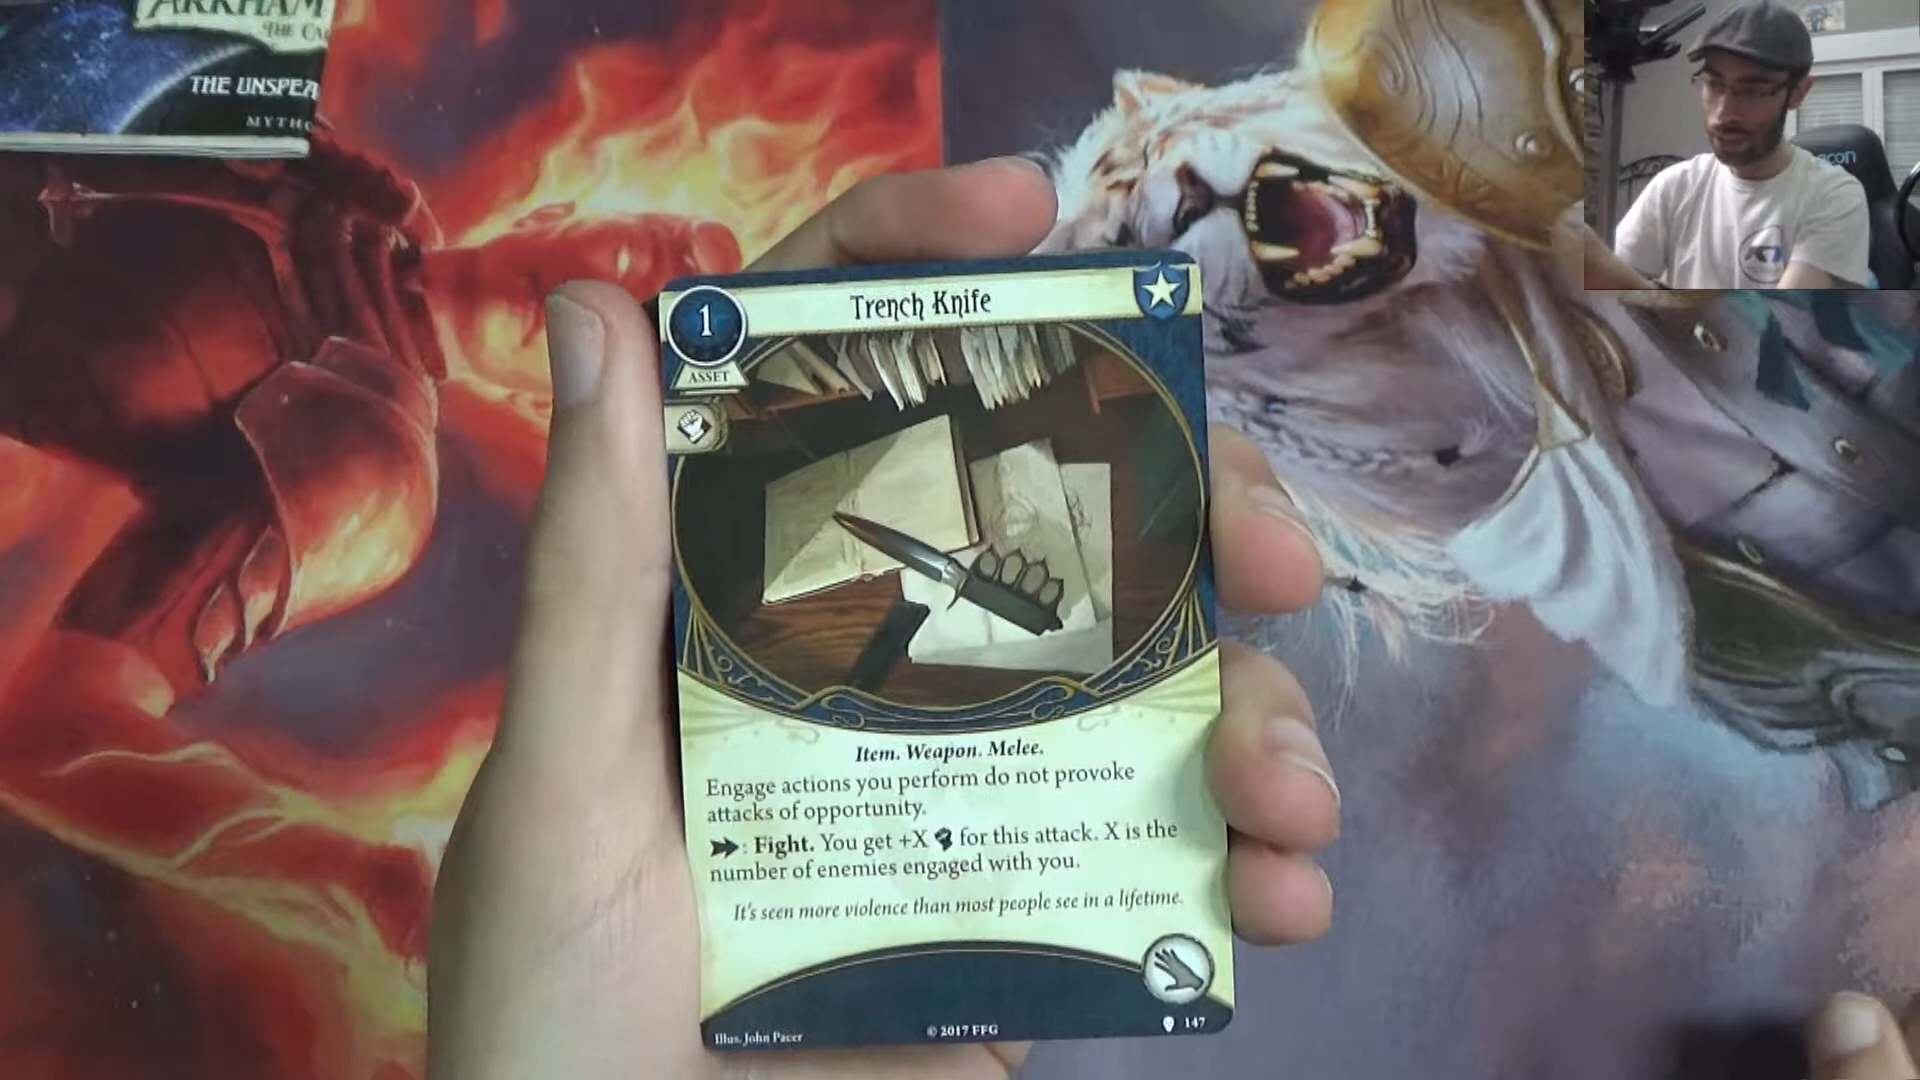 ARKHAM
THE
THE UNSPEA
MYTHO
1
Trench Knife
ASSET
Item. Weapon. Melee.
Engage actions you perform do not provoke
attacks of opportunity.
: Fight. You get +X for this attack. X is the
number of enemies engaged with you.
It's seen more violence than most people see in a lifetime.
Illus. John Pacer
© 2017 FFG
147